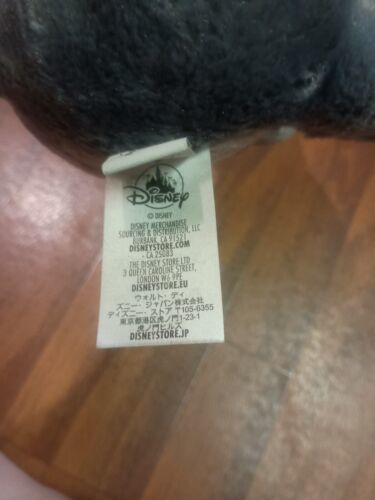 Disney
© DISNEY
DISNEY MERCHANDISE
SOURCING & DISTRIBUTION, LLC
BURBANK, CA 91521
DISNEYSTORE.COM
- CA 25083
THE DISNEY STORE LTD
3 QUEEN CAROLINE STREET,
LONDON W6 9PE
DISNEYSTORE.EU
ウォルト・ディ
ズニー・ジャパン株式会社
ディズニー・ストア 〒105-6355
東京都港区虎ノ門1-23-1
虎ノ門ヒルズ
DISNEYSTORE.JP